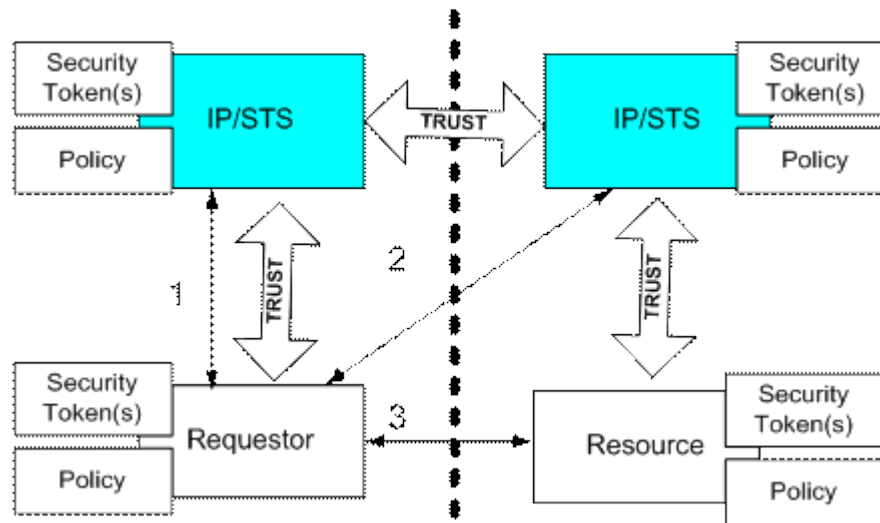 Security
Token(s)
Policy
IP/STS
TRUST
IP/STS
Security
Token(s)
Policy
1
TRUST
2
TRUST
Security
Token(s)
Policy
Requestor
3
Resource
Security
Token(s)
Policy